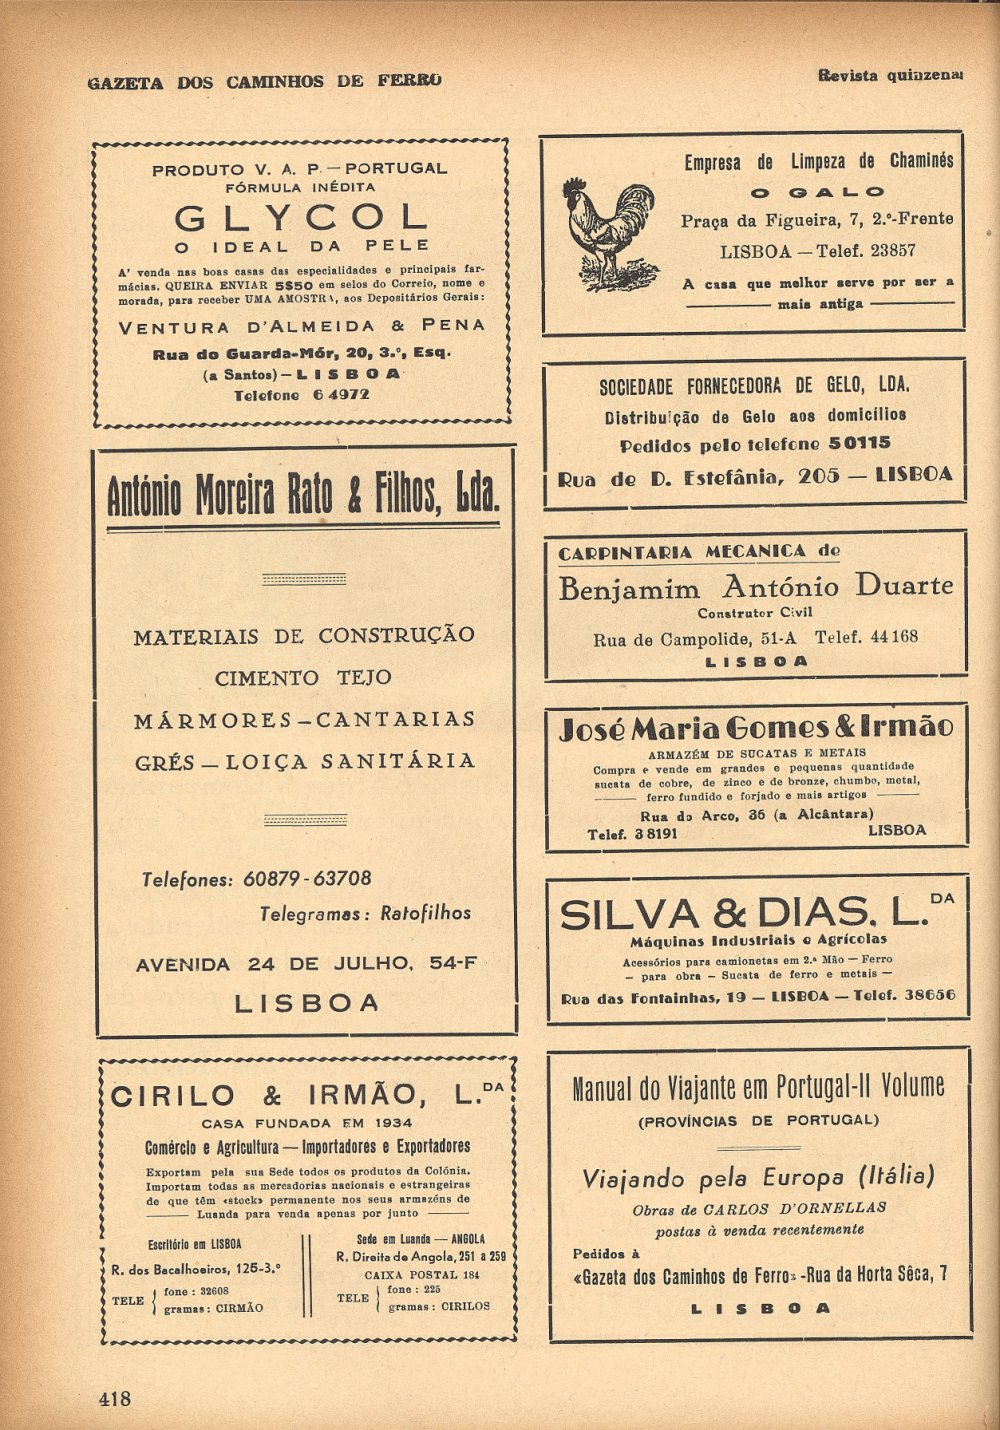 GAZETA DOS CAMINHOS DE FERRO
Revista quinzenal
PRODUTO V. A. P. — PORTUGAL
FÓRMULA INÉDITA
GLYCOL
O IDEAL DA PELE
A' venda nas boas casas das especialidades e principais far-
mácias. QUEIRA ENVIAR 5$50 em selos do Correio, nome e
morada, para receber UMA AMOSTRA, aos Depositários Gerais:
VENTURA D'ALMEIDA & PENA
Rua do Guarda-Mór, 20, 3.º, Esq.
(a Santos) — LISBOA
Telefone 6 4972
António Moreira Rato & Filhos, Lda.
MATERIAIS DE CONSTRUÇÃO
CIMENTO TEJO
MÁRMORES — CANTARIAS
GRÉS — LOIÇA SANITÁRIA
Telefones: 60879 - 63708
Telegramas: Ratofilhos
AVENIDA 24 DE JULHO, 54-F
LISBOA
CIRILO & IRMÃO, L.DA
CASA FUNDADA EM 1934
Comércio e Agricultura — Importadores e Exportadores
Exportam pela sua Sede todos os produtos da Colónia.
Importam todas as mercadorias nacionais e estrangeiras
de que têm «stock» permanente nos seus armazéns de
Luanda para venda apenas por junto
Escritório em LISBOA
R. dos Bacalhoeiros, 125-3.º
TELE
fone : 32608
gramas : CIRMÃO
Sede em Luanda — ANGOLA
R. Direita de Angola, 251 a 259
CAIXA POSTAL 184
TELE
fone : 225
gramas : CIRILOS
Empresa de Limpeza de Chaminés
O GALO
Praça da Figueira, 7, 2.º-Frente
LISBOA — Telef. 23857
A casa que melhor serve por ser a
mais antiga
SOCIEDADE FORNECEDORA DE GELO, LDA.
Distribuição de Gelo aos domicílios
Pedidos pelo telefone 50115
Rua de D. Estefânia, 205 — LISBOA
CARPINTARIA MECANICA de
Benjamim António Duarte
Construtor Civil
Rua de Campolide, 51-A Telef. 44168
LISBOA
José Maria Gomes & Irmão
ARMAZÉM DE SUCATAS E METAIS
Compra e vende em grandes e pequenas quantidade
sucata de cobre, de zinco e de bronze, chumbo, metal,
ferro fundido e forjado e mais artigos
Rua do Arco, 36 (a Alcântara)
Telef. 3 8191 LISBOA
SILVA & DIAS, L.DA
Máquinas Industriais e Agrícolas
Acessórios para camionetas em 2.ª Mão — Ferro
— para obra — Sucata de ferro e metais —
Rua das Fontainhas, 19 — LISBOA — Telef. 38656
Manual do Viajante em Portugal-II Volume
(PROVÍNCIAS DE PORTUGAL)
Viajando pela Europa (Itália)
Obras de CARLOS D'ORNELLAS
postas à venda recentemente
Pedidos à
«Gazeta dos Caminhos de Ferro» - Rua da Horta Sêca, 7
LISBOA
418